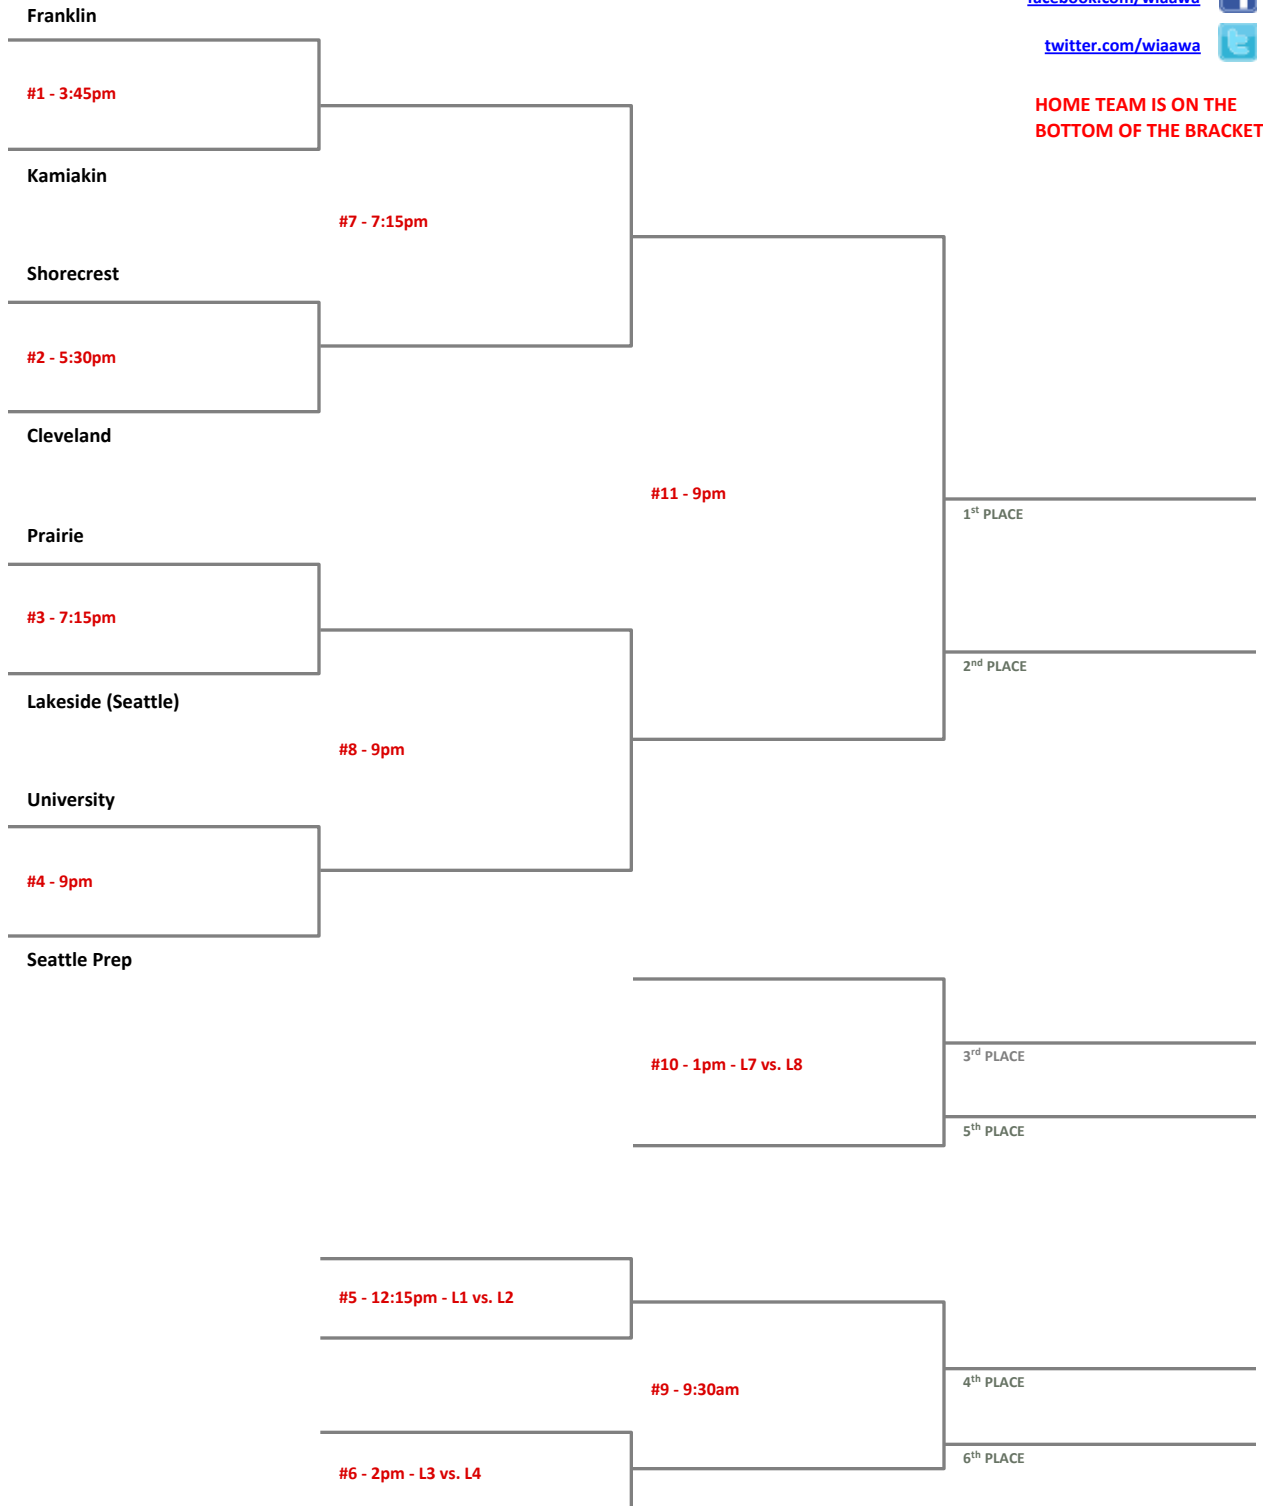 facebook.com/wiaawa
Franklin
twitter.com/wiaawa
#1 - 3:45pm
HOME TEAM IS ON THE
BOTTOM OF THE BRACKET
Kamiakin
#7 - 7:15pm
Shorecrest
#2 - 5:30pm
Cleveland
#11 - 9pm
1st PLACE
Prairie
#3 - 7:15pm
2nd PLACE
Lakeside (Seattle)
#8 - 9pm
University
#4 - 9pm
Seattle Prep
#10 - 1pm - L7 vs. L8
3rd PLACE
5th PLACE
#5 - 12:15pm - L1 vs. L2
#9 - 9:30am
4th PLACE
6th PLACE
#6 - 2pm - L3 vs. L4